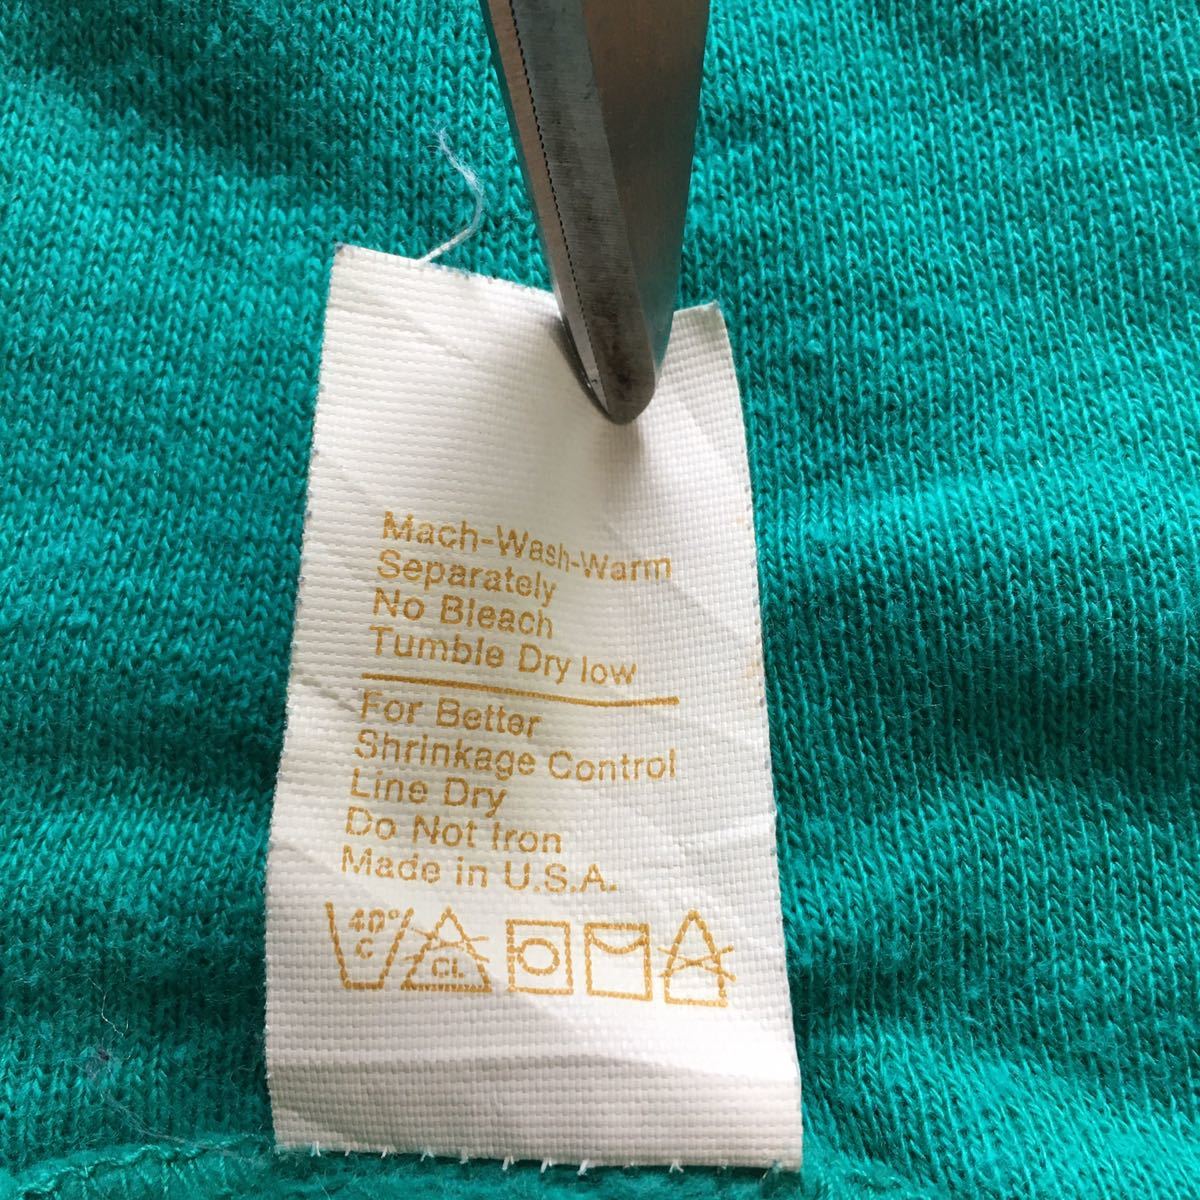 Mach-Wash-Warm
Separately
No Bleach
Tumble Dry low
For Better
Shrinkage Control
Line Dry
Do Not Iron
Made in U.S.A.
40°
C
CL